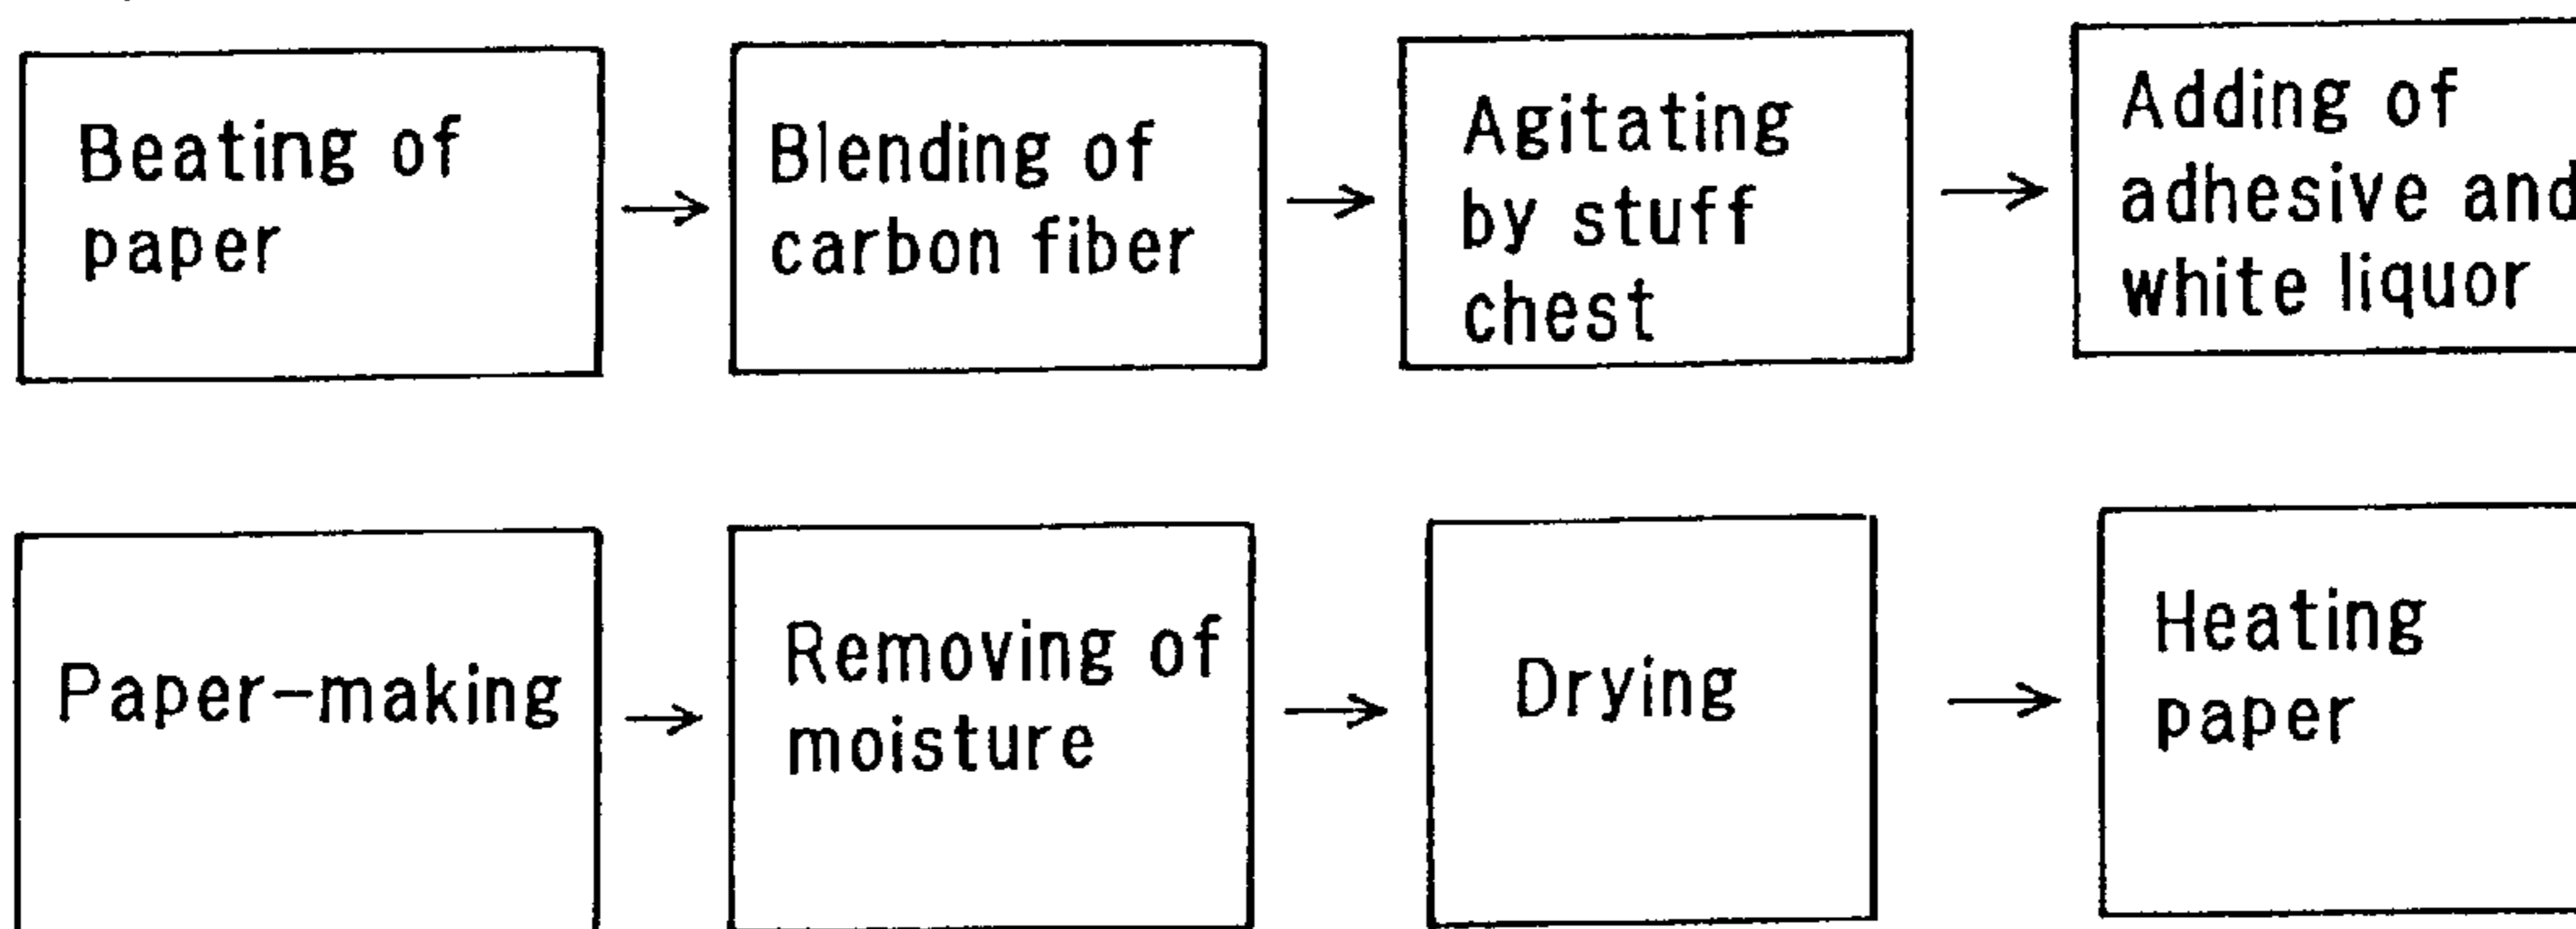 Beating of
paper
Blending of
carbon fiber
Agitating
by stuff
chest
Adding of
adhesive and
white liquor
Paper-making
Removing of
moisture
Drying
Heating
paper